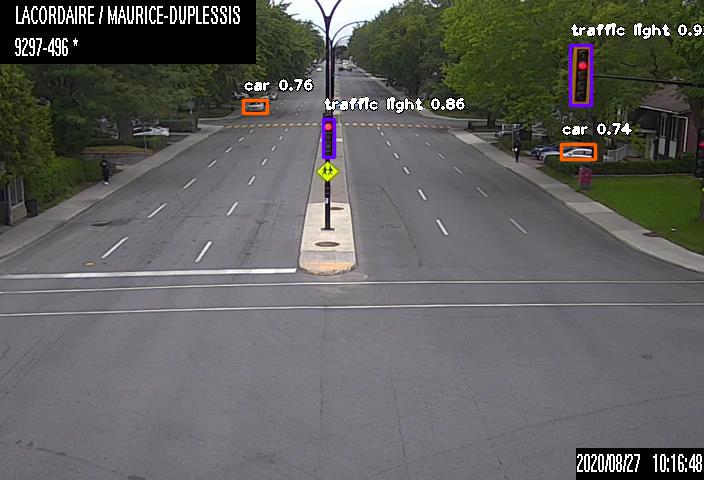 LACORDAIRE / MAURICE-DUPLESSIS
9297-496 *
traffic light 0.9
car 0.76
traffic light 0.86
car 0.74
2020/08/27 10:16:48